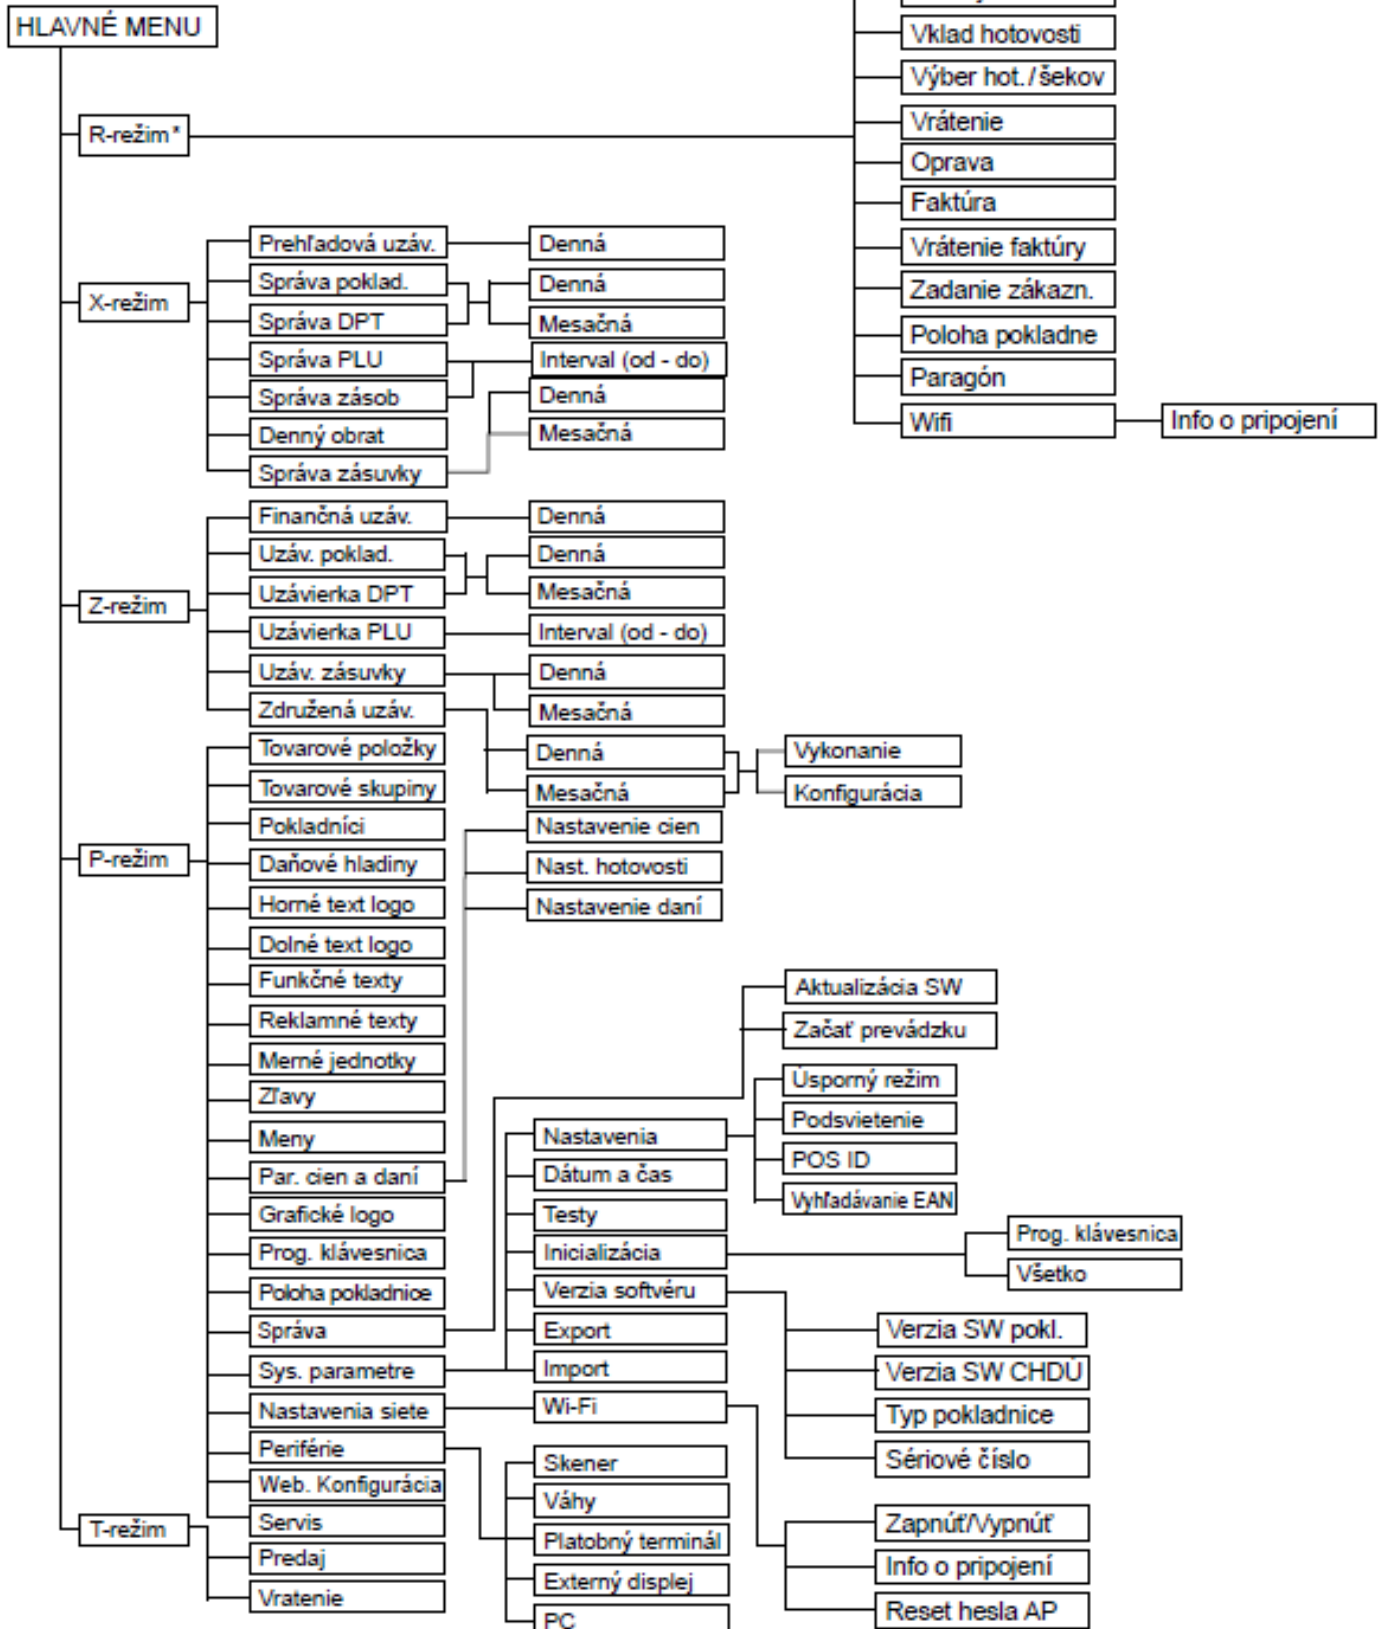 HLAVNÉ MENU
R-režim*
Vklad hotovosti
Výber hot./šekov
Vrátenie
Oprava
Faktúra
Vrátenie faktúry
Zadanie zákazn.
Poloha pokladne
Paragón
Wifi
Info o pripojení
X-režim
Prehľadová uzáv.
Denná
Správa poklad.
Správa DPT
Denná
Mesačná
Správa PLU
Správa zásob
Interval (od - do)
Denný obrat
Správa zásuvky
Denná
Mesačná
Z-režim
Finančná uzáv.
Denná
Uzáv. poklad.
Uzávierka DPT
Denná
Mesačná
Uzávierka PLU
Interval (od - do)
Uzáv. zásuvky
Denná
Mesačná
Združená uzáv.
Denná
Mesačná
Vykonanie
Konfigurácia
P-režim
Tovarové položky
Tovarové skupiny
Pokladníci
Daňové hladiny
Horné text logo
Dolné text logo
Funkčné texty
Reklamné texty
Merné jednotky
Zľavy
Meny
Par. cien a daní
Nastavenie cien
Nast. hotovosti
Nastavenie daní
Grafické logo
Prog. klávesnica
Poloha pokladnice
Správa
Aktualizácia SW
Začať prevádzku
Sys. parametre
Nastavenia
Úsporný režim
Podsvietenie
POS ID
Vyhľadávanie EAN
Dátum a čas
Testy
Inicializácia
Prog. klávesnica
Všetko
Verzia softvéru
Verzia SW pokl.
Verzia SW CHDÚ
Typ pokladnice
Sériové číslo
Export
Import
Nastavenia siete
Wi-Fi
Zapnúť/Vypnúť
Info o pripojení
Reset hesla AP
Periférie
Skener
Váhy
Platobný terminál
Externý displej
PC
Web. Konfigurácia
Servis
T-režim
Predaj
Vratenie